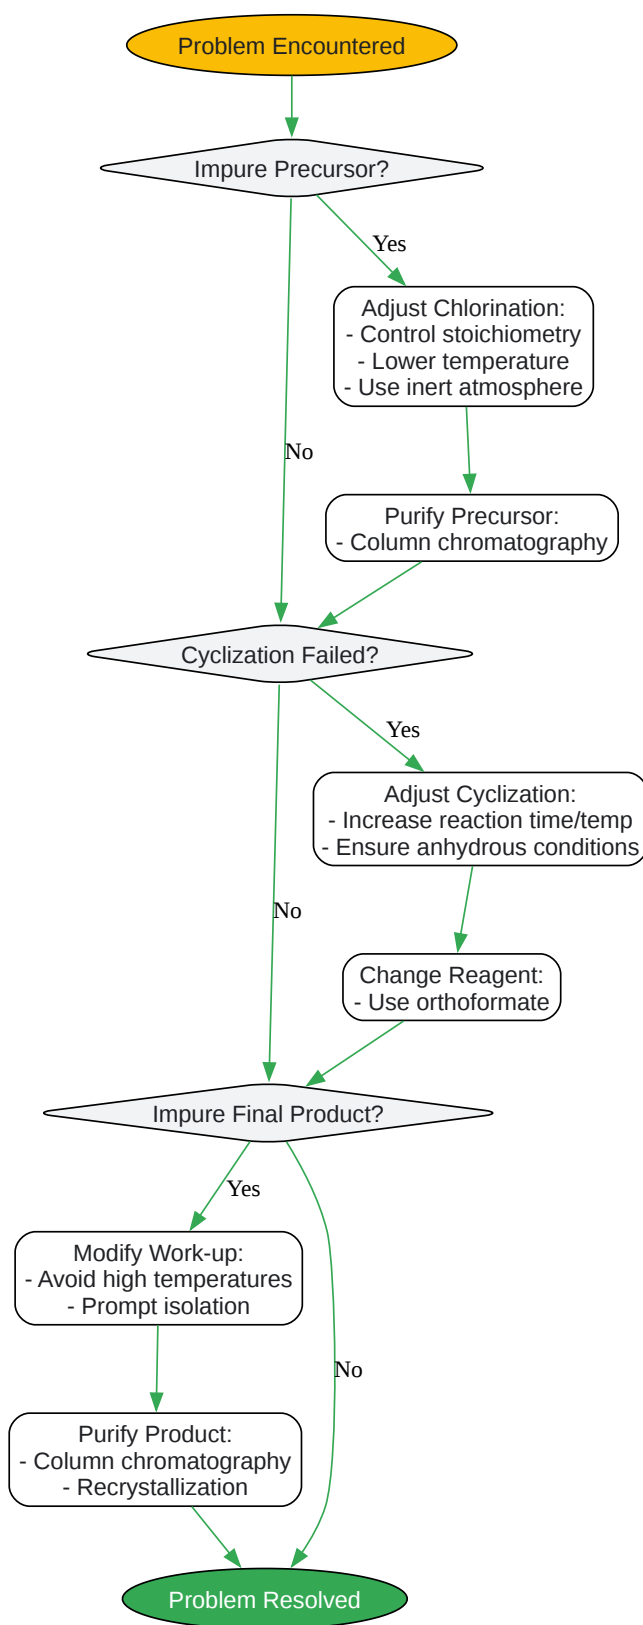 Problem Encountered
Impure Precursor?
Yes
Adjust Chlorination:
- Control stoichiometry
- Lower temperature
- Use inert atmosphere
No
Purify Precursor:
- Column chromatography
Cyclization Failed?
Yes
Adjust Cyclization:
- Increase reaction time/temp
- Ensure anhydrous conditions
No
Change Reagent:
- Use orthoformate
Impure Final Product?
Yes
Modify Work-up:
- Avoid high temperatures
- Prompt isolation
No
Purify Product:
- Column chromatography
- Recrystallization
Problem Resolved